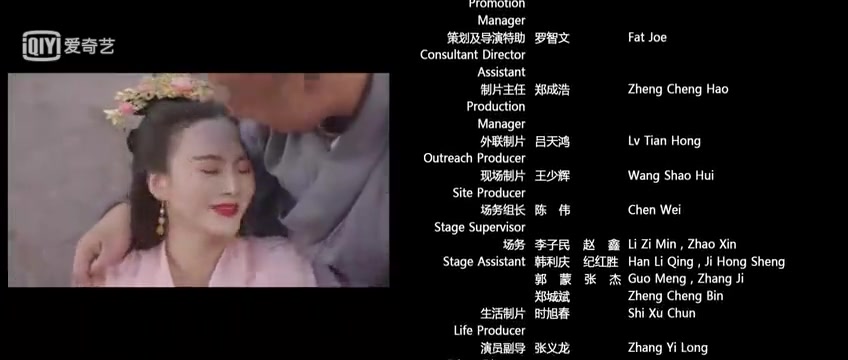 iQIYI 爱奇艺
Promotion
Manager
策划及导演特助 罗智文 Fat Joe
Consultant Director
Assistant
制片主任 郑成浩 Zheng Cheng Hao
Production
Manager
外联制片 吕天鸿 Lv Tian Hong
Outreach Producer
现场制片 王少辉 Wang Shao Hui
Site Producer
场务组长 陈 伟 Chen Wei
Stage Supervisor
场务 李子民 赵 鑫 Li Zi Min , Zhao Xin
Stage Assistant 韩利庆 纪红胜 Han Li Qing , Ji Hong Sheng
郭 蒙 张 杰 Guo Meng , Zhang Ji
郑城斌 Zheng Cheng Bin
生活制片 时旭春 Shi Xu Chun
Life Producer
演员副导 张义龙 Zhang Yi Long